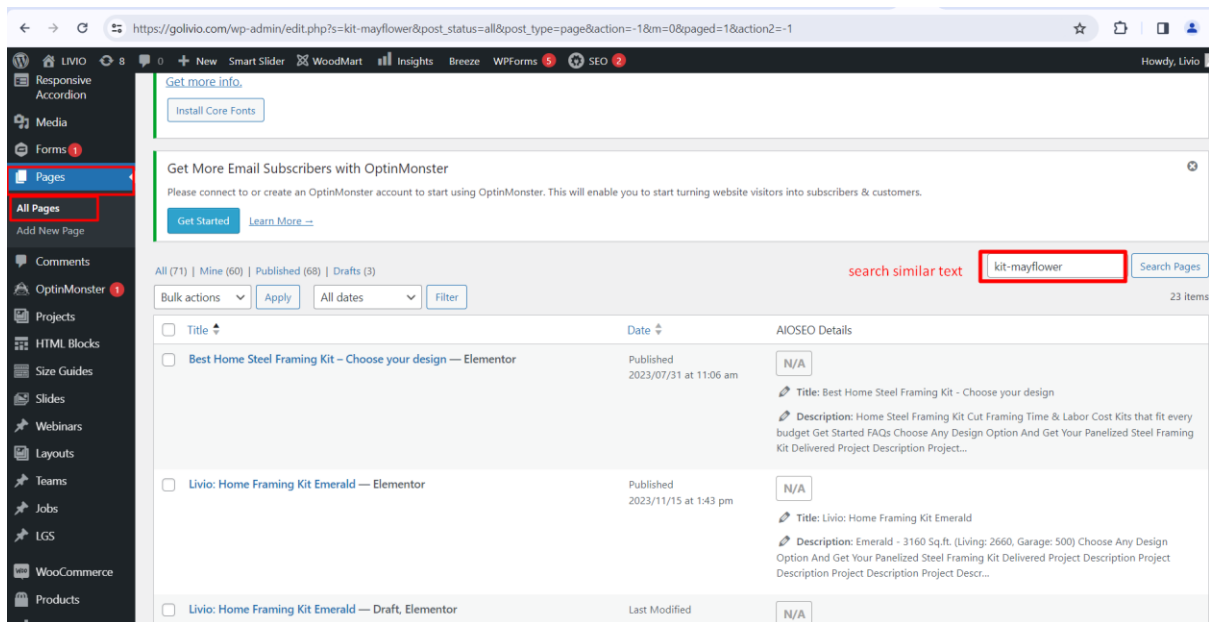 https://golivio.com/wp-admin/edit.php?s=kit-mayflower&post_status=all&post_type=page&action=-1&m=0&paged=1&action2=-1
LIVIO 8 0 New Smart Slider WoodMart Insights Breeze WPForms 5 SEO 2 Howdy, Livio
Responsive
Accordion
Media
Forms 1
Pages
All Pages
Add New Page
Comments
OptinMonster 1
Projects
HTML Blocks
Size Guides
Slides
Webinars
Layouts
Teams
Jobs
LGS
WooCommerce
Products
Get more info.
Install Core Fonts
Get More Email Subscribers with OptinMonster
Please connect to or create an OptinMonster account to start using OptinMonster. This will enable you to start turning website visitors into subscribers & customers.
Get Started Learn More →
All (71) | Mine (60) | Published (68) | Drafts (3)
search similar text kit-mayflower Search Pages
Bulk actions Apply All dates Filter 23 items
Title Date AIOSEO Details
Best Home Steel Framing Kit – Choose your design — Elementor
Published
2023/07/31 at 11:06 am
N/A
Title: Best Home Steel Framing Kit - Choose your design
Description: Home Steel Framing Kit Cut Framing Time & Labor Cost Kits that fit every
budget Get Started FAQs Choose Any Design Option And Get Your Panelized Steel Framing
Kit Delivered Project Description Project...
Livio: Home Framing Kit Emerald — Elementor
Published
2023/11/15 at 1:43 pm
N/A
Title: Livio: Home Framing Kit Emerald
Description: Emerald - 3160 Sq.ft. (Living: 2660, Garage: 500) Choose Any Design
Option And Get Your Panelized Steel Framing Kit Delivered Project Description Project
Description Project Description Project Descr...
Livio: Home Framing Kit Emerald — Draft, Elementor
Last Modified
N/A